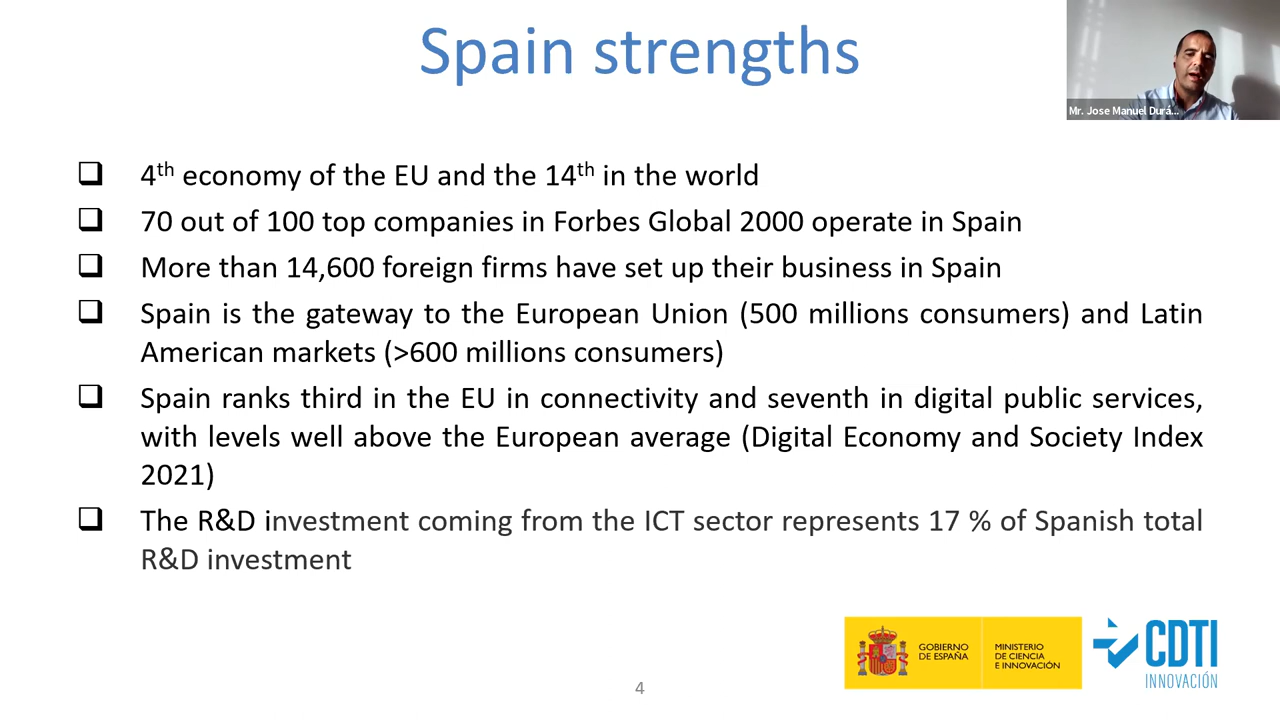 Spain strengths
Mr. Jose Manuel Durá...
4th economy of the EU and the 14th in the world
70 out of 100 top companies in Forbes Global 2000 operate in Spain
More than 14,600 foreign firms have set up their business in Spain
Spain is the gateway to the European Union (500 millions consumers) and Latin
American markets (>600 millions consumers)
Spain ranks third in the EU in connectivity and seventh in digital public services,
with levels well above the European average (Digital Economy and Society Index
2021)
The R&D investment coming from the ICT sector represents 17 % of Spanish total
R&D investment
GOBIERNO
DE ESPAÑA
MINISTERIO
DE CIENCIA
E INNOVACIÓN
CDTI
INNOVACIÓN
4